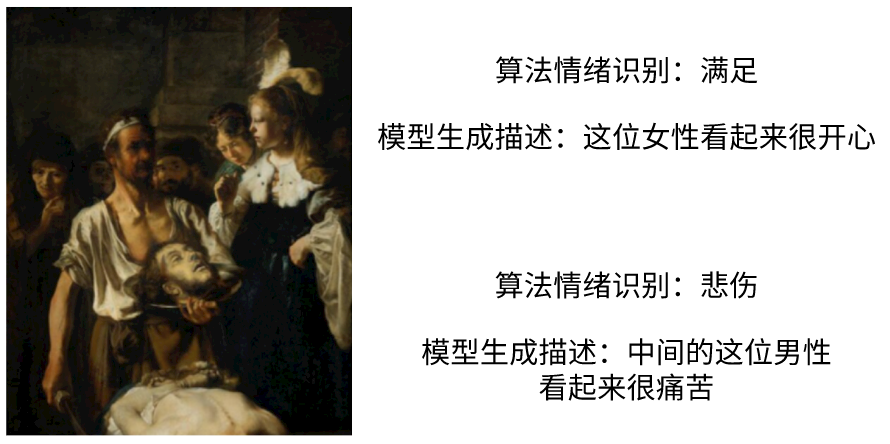 算法情绪识别：满足
模型生成描述：这位女性看起来很开心
算法情绪识别：悲伤
模型生成描述：中间的这位男性
看起来很痛苦